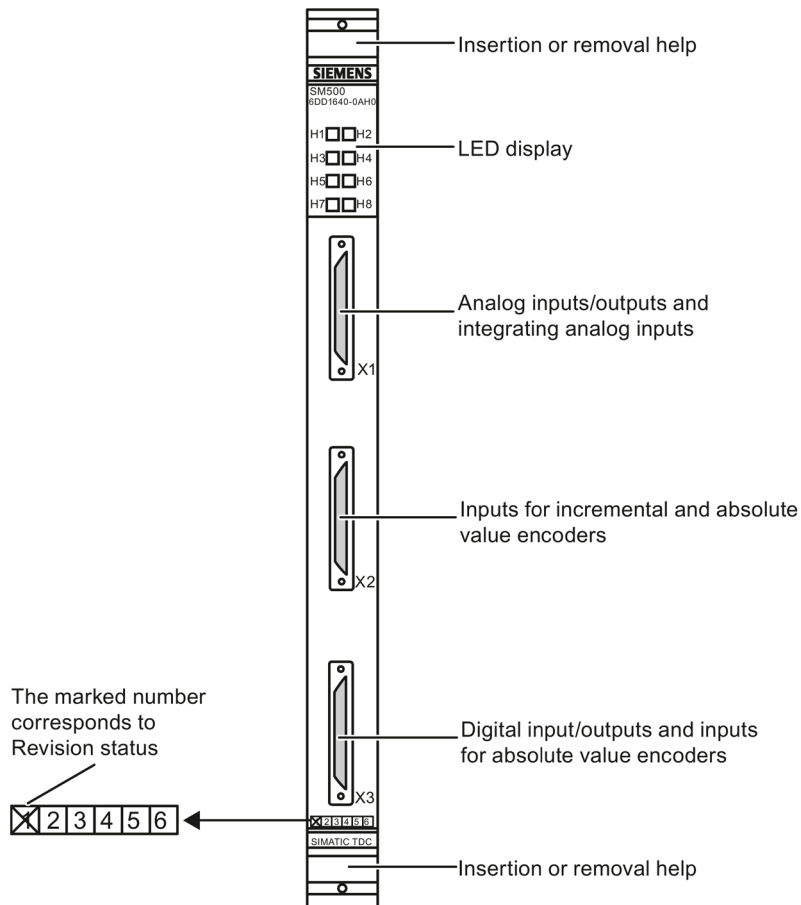 Insertion or removal help
SIEMENS
SM500
6DD1640-0AH0
H1 H2
LED display
H3 H4
H5 H6
H7 H8
Analog inputs/outputs and
integrating analog inputs
X1
Inputs for incremental and absolute
value encoders
X2
The marked number
corresponds to
Revision status
Digital input/outputs and inputs
for absolute value encoders
X3
1 2 3 4 5 6
1 2 3 4 5 6
SIMATIC TDC
Insertion or removal help